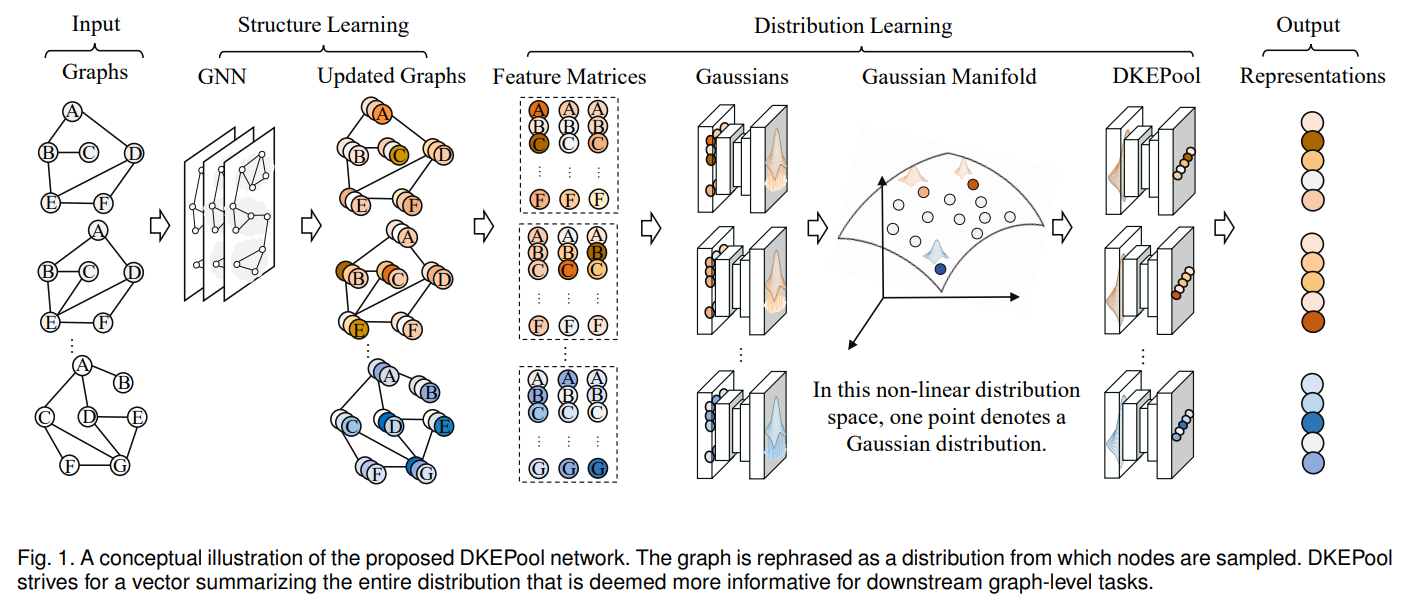 Input
Structure Learning
Distribution Learning
Output
Graphs
GNN
Updated Graphs
Feature Matrices
Gaussians
Gaussian Manifold
DKEPool
Representations
A
B C D
E F
A
B C D
E F
⋮
A
B
C D E
F G
A
B C D
E F
A
B C D
E F
⋮
A
B
C D E
F G
A A A
B B B
C C C
⋮ ⋮
F F F
A A A
B B B
C C C
⋮ ⋮
F F F
⋮
A A A
B B B
C C C
⋮ ⋮
G G G
⋮
In this non-linear distribution
space, one point denotes a
Gaussian distribution.
⋮
Fig. 1. A conceptual illustration of the proposed DKEPool network. The graph is rephrased as a distribution from which nodes are sampled. DKEPool
strives for a vector summarizing the entire distribution that is deemed more informative for downstream graph-level tasks.